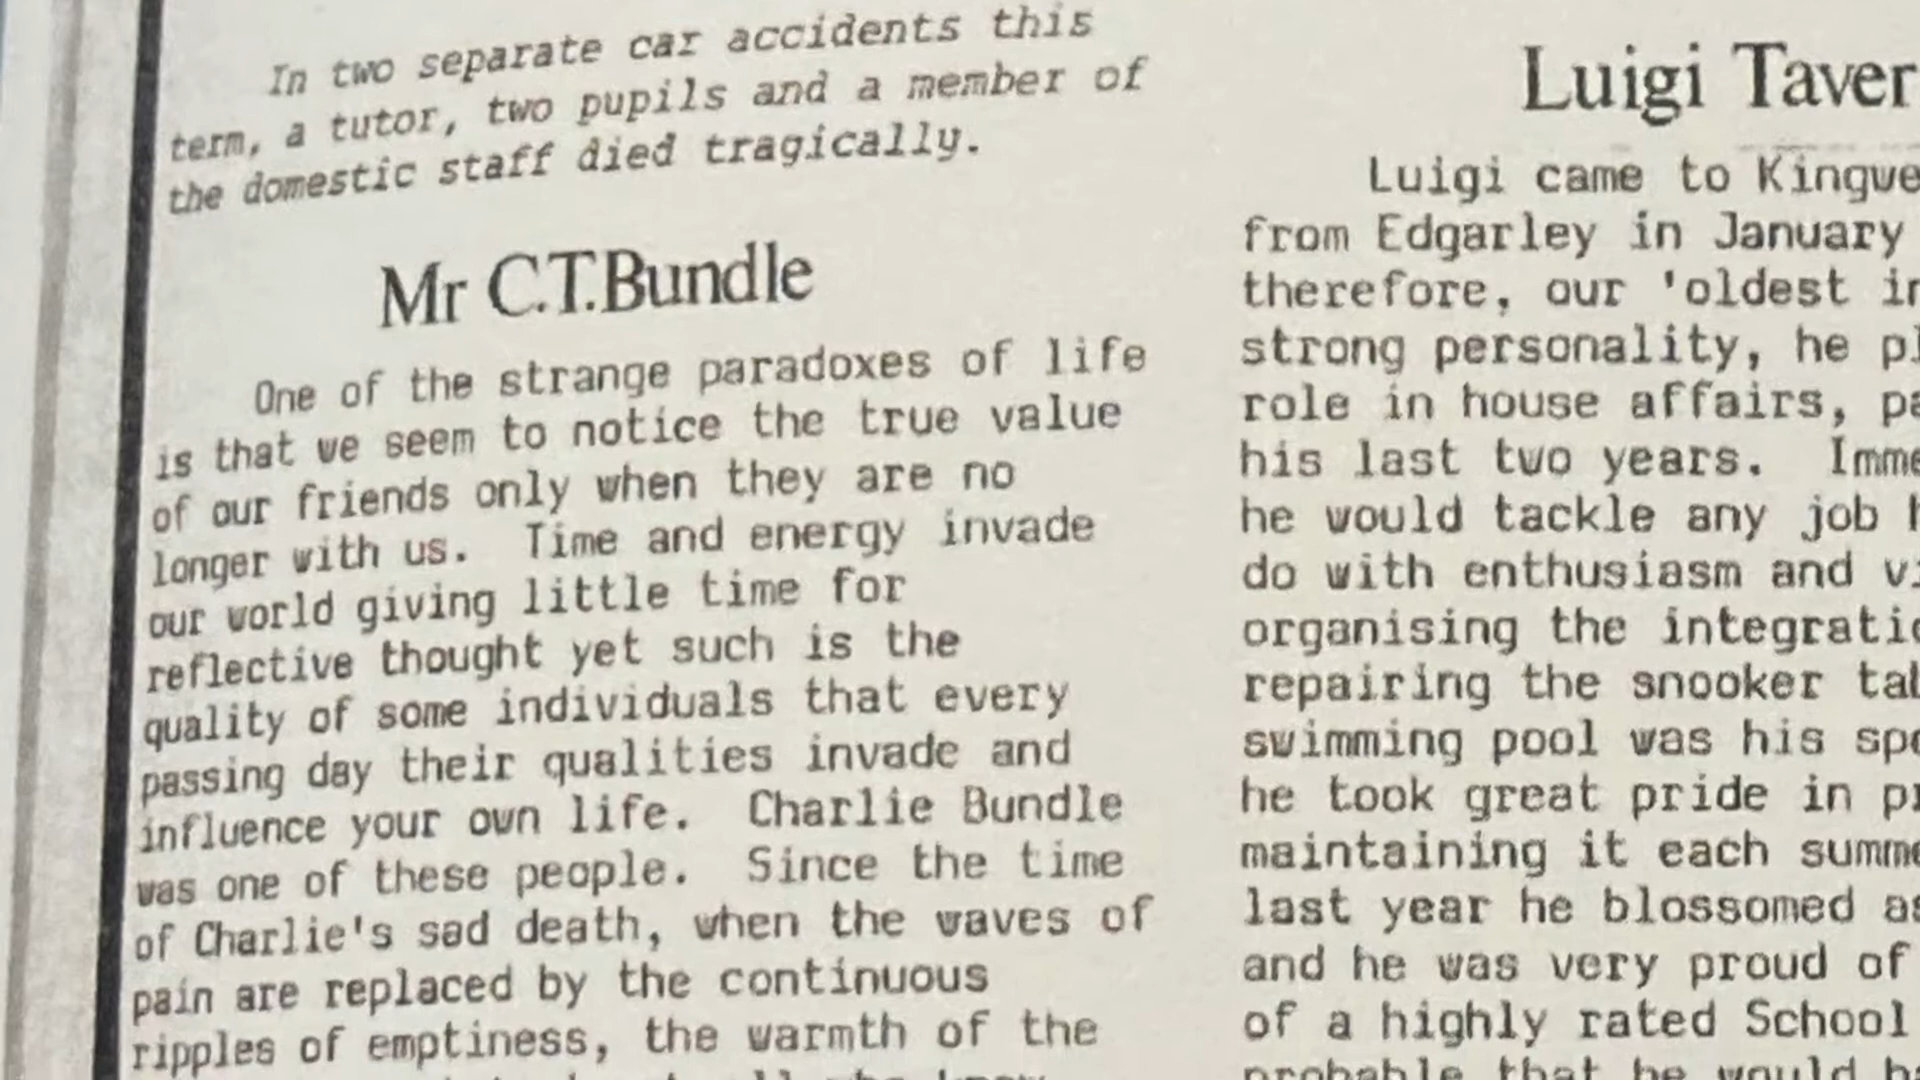 In two separate car accidents this
term, a tutor, two pupils and a member of
the domestic staff died tragically.
Mr C.T.Bundle
One of the strange paradoxes of life
is that we seem to notice the true value
of our friends only when they are no
longer with us. Time and energy invade
our world giving little time for
reflective thought yet such is the
quality of some individuals that every
passing day their qualities invade and
influence your own life. Charlie Bundle
was one of these people. Since the time
of Charlie's sad death, when the waves of
pain are replaced by the continuous
ripples of emptiness, the warmth of the
Luigi
Luigi came to
from Edgarley in January
therefore, our 'oldest
strong personality, he
role in house affairs,
his last two years.
he would tackle any job
do with enthusiasm and
organising the
repairing the snooker
swimming pool was his
he took great pride in
maintaining it each
last year he blossomed
and he was very proud of
of a highly rated School
probable that he would